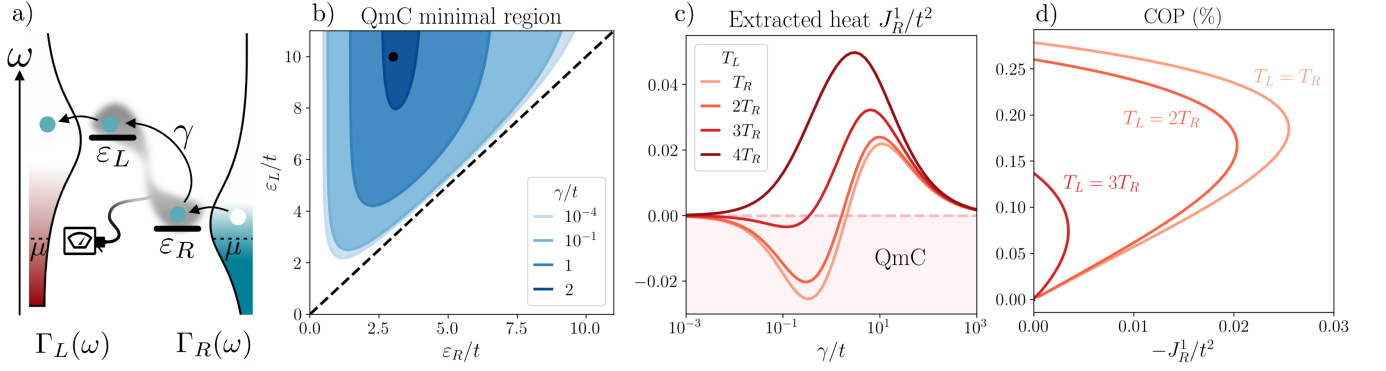 a)
ω
γ
ε_L
ε_R
μ
μ
Γ_L(ω)
Γ_R(ω)
b)
QmC minimal region
ε_L/t
10
8
6
4
2
0
γ/t
10^{-4}
10^{-1}
1
2
0.0
2.5
5.0
7.5
10.0
ε_R/t
c)
Extracted heat J_R^1/t^2
0.04
0.02
0.00
−0.02
T_L
T_R
2T_R
3T_R
4T_R
QmC
10^{-3}
10^{-1}
10^1
10^3
γ/t
d)
COP (%)
0.25
0.20
0.15
0.10
0.05
0.00
T_L = T_R
T_L = 2T_R
T_L = 3T_R
0.00
0.01
0.02
0.03
−J_R^1/t^2